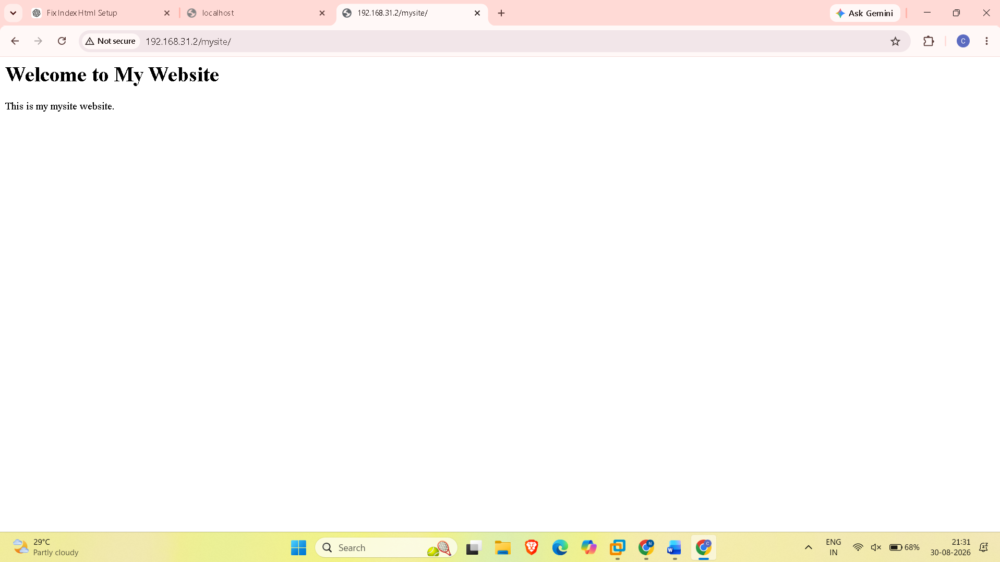 Fix Index Html Setup
localhost
192.168.31.2/mysite/
Ask Gemini
Not secure
192.168.31.2/mysite/
C
Welcome to My Website
This is my mysite website.
29°C
Partly cloudy
Search
N
W
C
ENG
IN
68%
21:31
30-08-2026